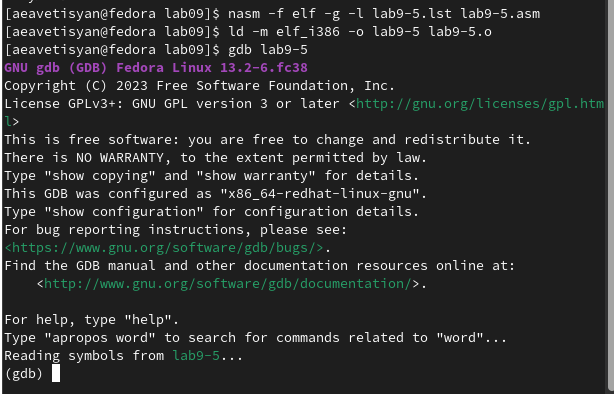 [aeavetisyan@fedora lab09]$ nasm -f elf -g -l lab9-5.lst lab9-5.asm
[aeavetisyan@fedora lab09]$ ld -m elf_i386 -o lab9-5 lab9-5.o
[aeavetisyan@fedora lab09]$ gdb lab9-5
GNU gdb (GDB) Fedora Linux 13.2-6.fc38
Copyright (C) 2023 Free Software Foundation, Inc.
License GPLv3+: GNU GPL version 3 or later <http://gnu.org/licenses/gpl.htm
l>
This is free software: you are free to change and redistribute it.
There is NO WARRANTY, to the extent permitted by law.
Type "show copying" and "show warranty" for details.
This GDB was configured as "x86_64-redhat-linux-gnu".
Type "show configuration" for configuration details.
For bug reporting instructions, please see:
<https://www.gnu.org/software/gdb/bugs/>.
Find the GDB manual and other documentation resources online at:
    <http://www.gnu.org/software/gdb/documentation/>.

For help, type "help".
Type "apropos word" to search for commands related to "word"...
Reading symbols from lab9-5...
(gdb)